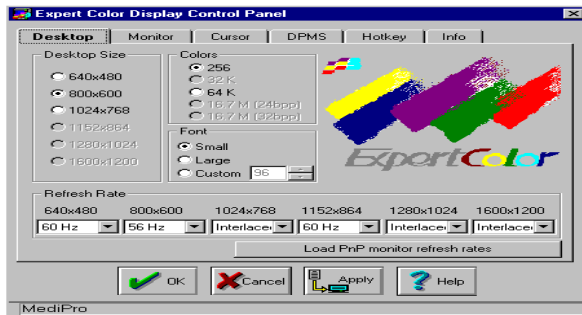 Expert Color Display Control Panel
Desktop Monitor Cursor DPMS Hotkey Info
Desktop Size
640x480
800x600
1024x768
1152x864
1280x1024
1600x1200
Colors
256
32 K
64 K
16.7 M (24bpp)
16.7 M (32bpp)
Font
Small
Large
Custom 96
ExpertColor
Refresh Rate
640x480 800x600 1024x768 1152x864 1280x1024 1600x1200
60 Hz 56 Hz Interlace 60 Hz Interlace Interlace
Load PnP monitor refresh rates
OK Cancel Apply Help
MediPro